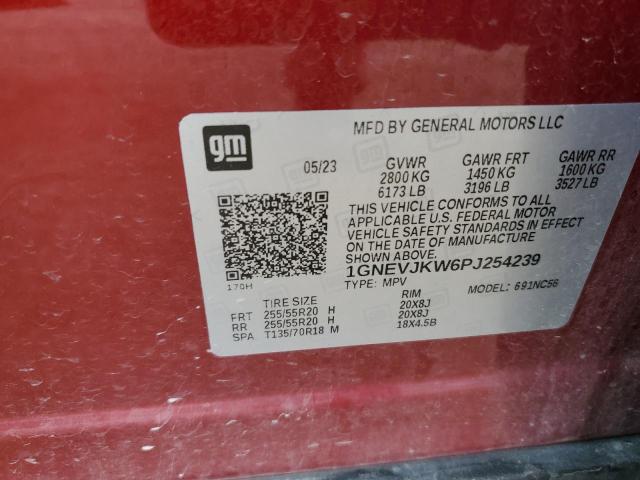 gm
MFD BY GENERAL MOTORS LLC
05/23 GVWR GAWR FRT GAWR RR
2800 KG 1450 KG 1600 KG
6173 LB 3196 LB 3527 LB
THIS VEHICLE CONFORMS TO ALL
APPLICABLE U.S. FEDERAL MOTOR
VEHICLE SAFETY STANDARDS IN EFFECT
ON THE DATE OF MANUFACTURE
SHOWN ABOVE.
1GNEVJKW6PJ254239
170H TYPE: MPV MODEL: 691NC56
TIRE SIZE RIM
FRT 255/55R20 H 20X8J
RR 255/55R20 H 20X8J
SPA T135/70R18 M 18X4.5B